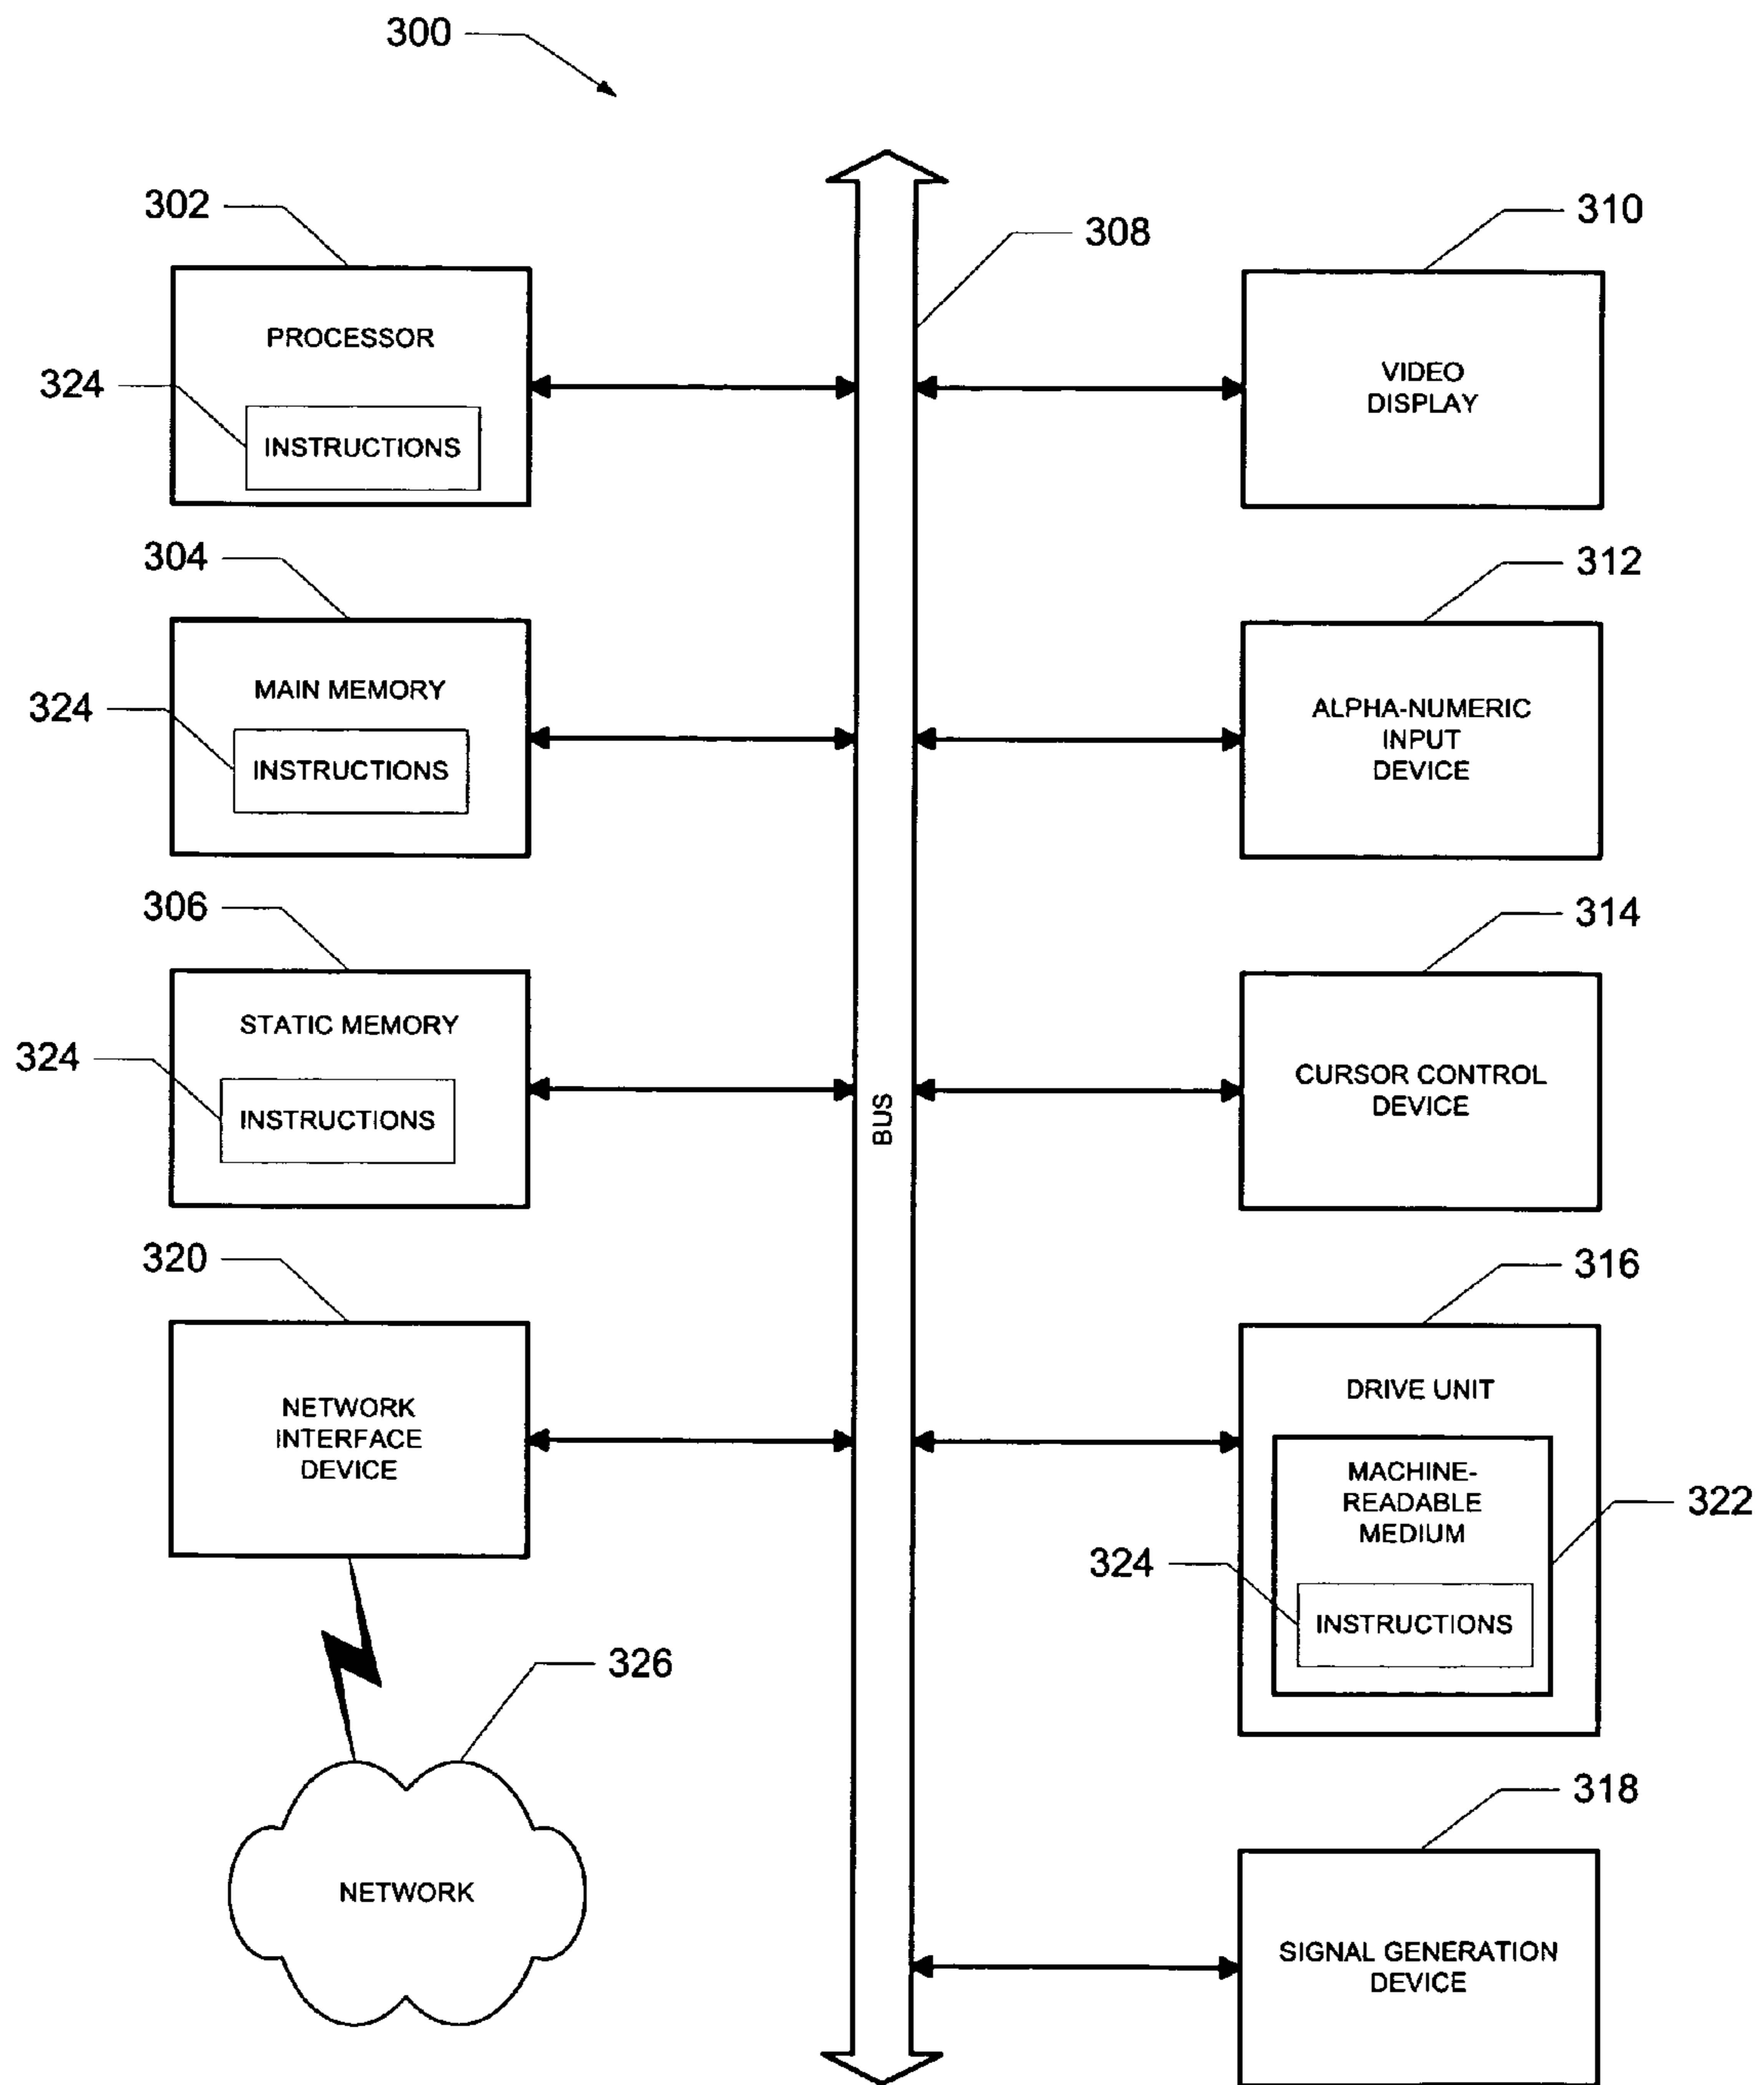 300
302
PROCESSOR
324
INSTRUCTIONS
304
MAIN MEMORY
324
INSTRUCTIONS
306
STATIC MEMORY
324
INSTRUCTIONS
320
NETWORK
INTERFACE
DEVICE
326
NETWORK
308
BUS
310
VIDEO
DISPLAY
312
ALPHA-NUMERIC
INPUT
DEVICE
314
CURSOR CONTROL
DEVICE
316
DRIVE UNIT
MACHINE-
READABLE
MEDIUM
322
324
INSTRUCTIONS
318
SIGNAL GENERATION
DEVICE